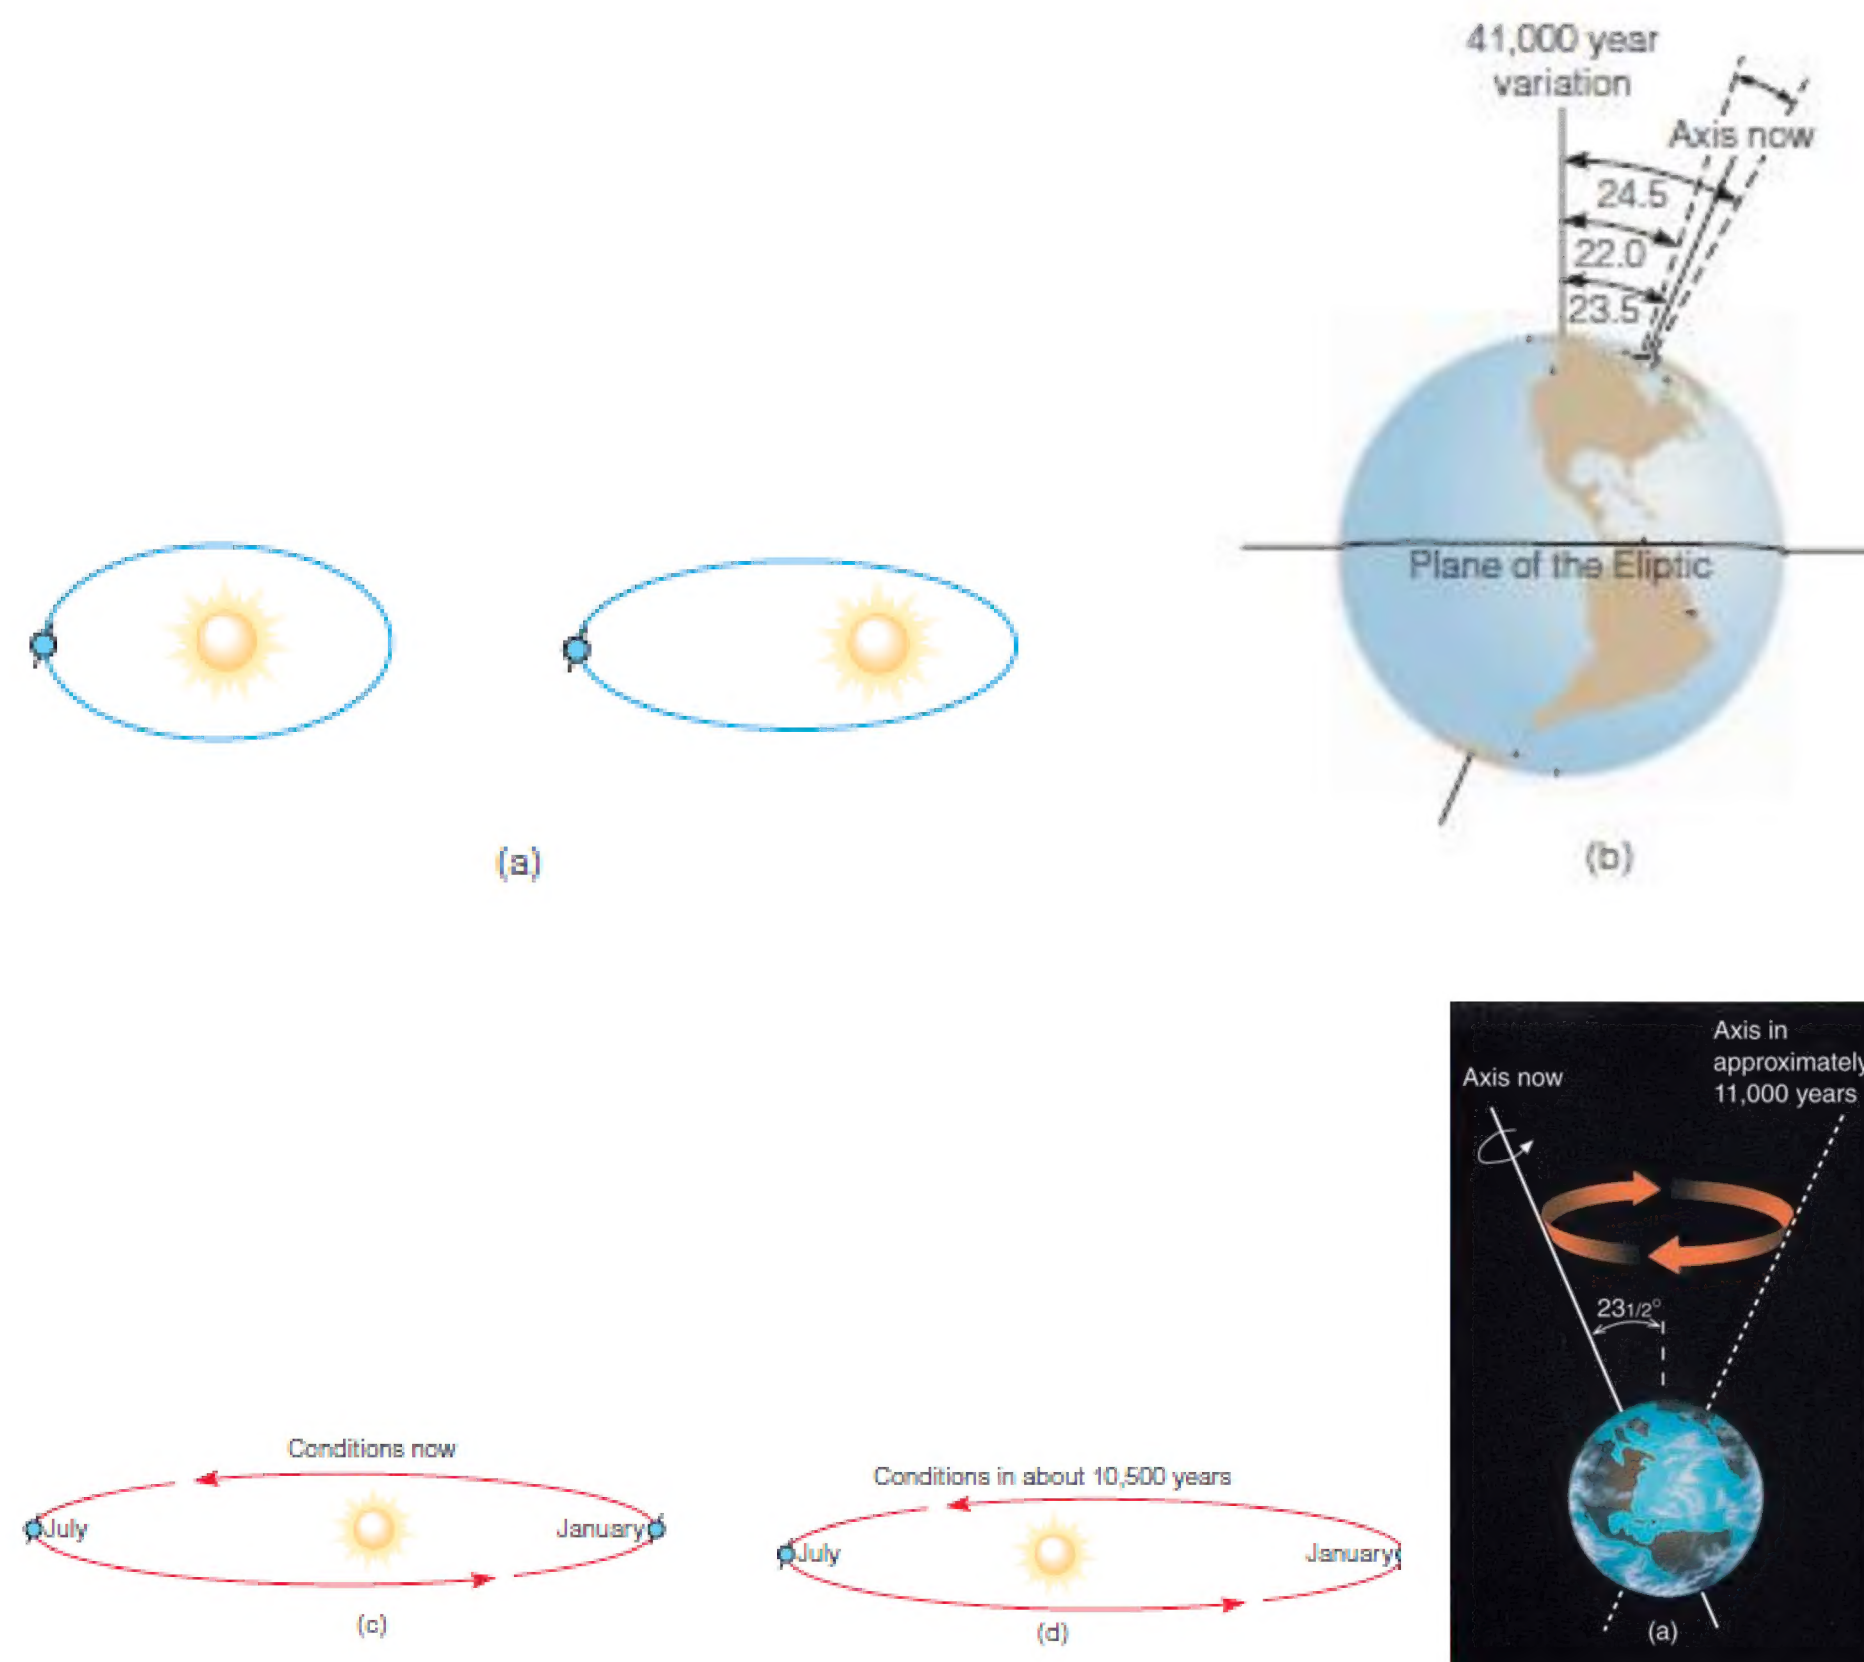 41,000 year
variation
Axis now
24.5
22.0
23.5
Plane of the Eliptic
(a)
(b)
Axis in
approximately
11,000 years
Axis now
23 1/2°
Conditions now
July
January
(c)
Conditions in about 10,500 years
July
January
(d)
(a)